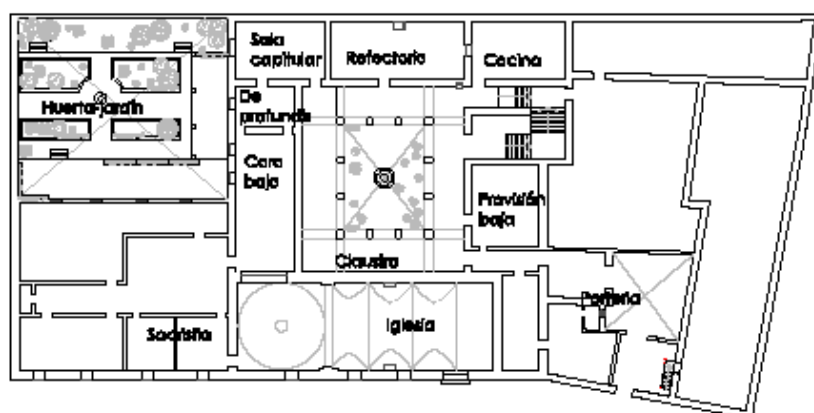 Sala
capitular
Refectorio
Cocina
Huerta-jardín
De
profundis
Coro
bajo
Provisión
baja
Claustro
Portería
Sacristía
Iglesia